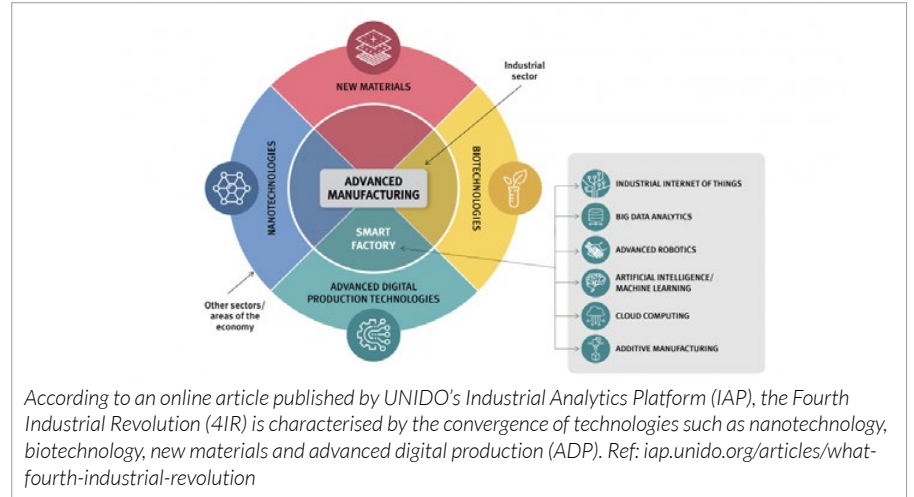 NEW MATERIALS
Industrial
sector
NANOTECHNOLOGIES
BIOTECHNOLOGIES
ADVANCED
MANUFACTURING
SMART
FACTORY
ADVANCED DIGITAL
PRODUCTION TECHNOLOGIES
Other sectors/
areas of the
economy
INDUSTRIAL INTERNET OF THINGS
BIG DATA ANALYTICS
ADVANCED ROBOTICS
ARTIFICIAL INTELLIGENCE/
MACHINE LEARNING
CLOUD COMPUTING
ADDITIVE MANUFACTURING
According to an online article published by UNIDO’s Industrial Analytics Platform (IAP), the Fourth
Industrial Revolution (4IR) is characterised by the convergence of technologies such as nanotechnology,
biotechnology, new materials and advanced digital production (ADP). Ref: iap.unido.org/articles/what-
fourth-industrial-revolution